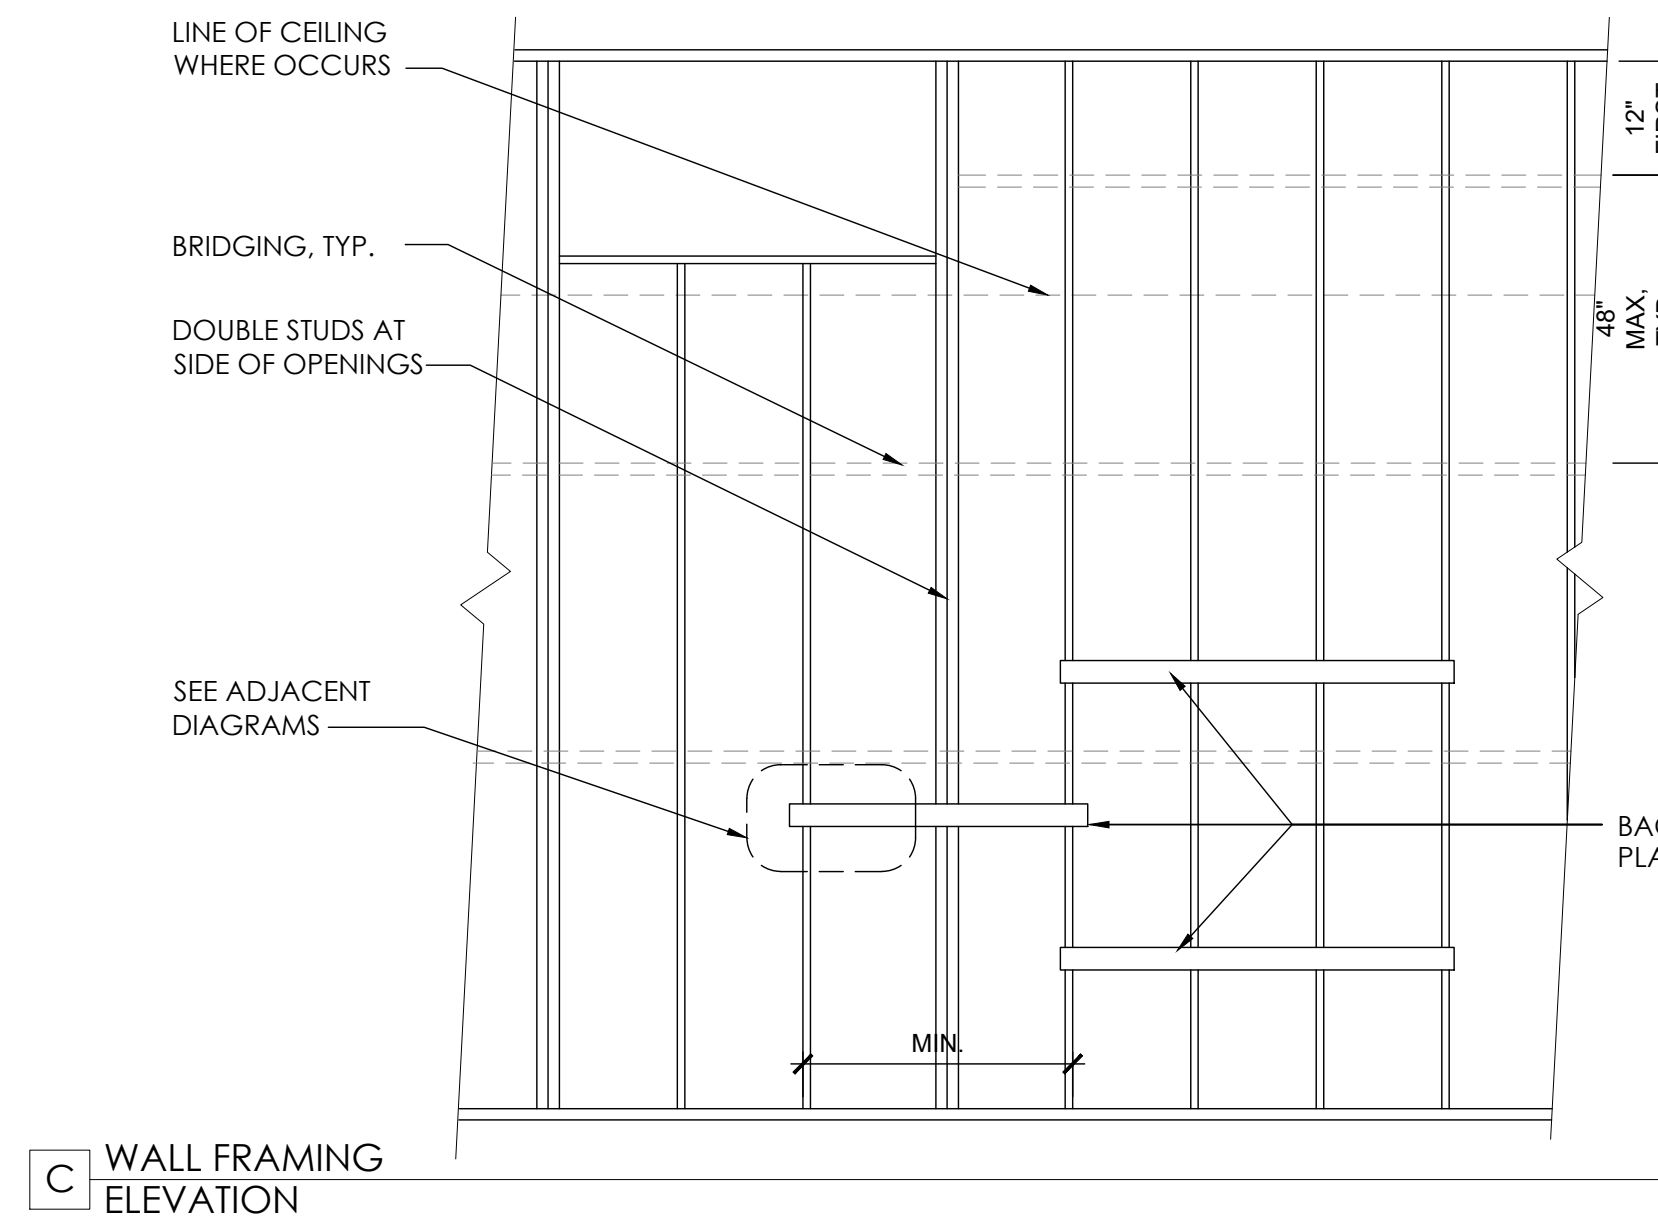 LINE OF CEILING
WHERE OCCURS
BRIDGING, TYP.
DOUBLE STUDS AT
SIDE OF OPENINGS
SEE ADJACENT
DIAGRAMS
12"
48"
MAX,
MIN.
C
WALL FRAMING
ELEVATION